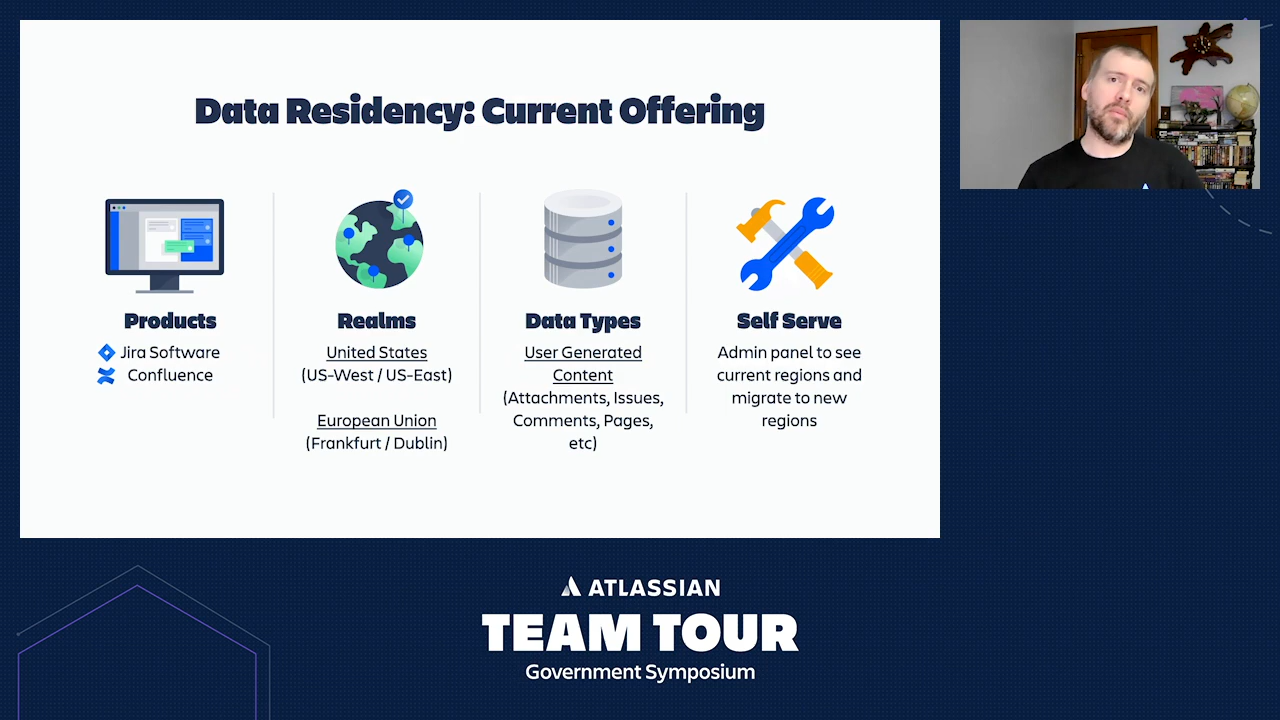 Data Residency: Current Offering
Products
Jira Software
Confluence
Realms
United States
(US-West / US-East)
European Union
(Frankfurt / Dublin)
Data Types
User Generated
Content
(Attachments, Issues,
Comments, Pages,
etc)
Self Serve
Admin panel to see
current regions and
migrate to new
regions
ATLASSIAN
TEAM TOUR
Government Symposium